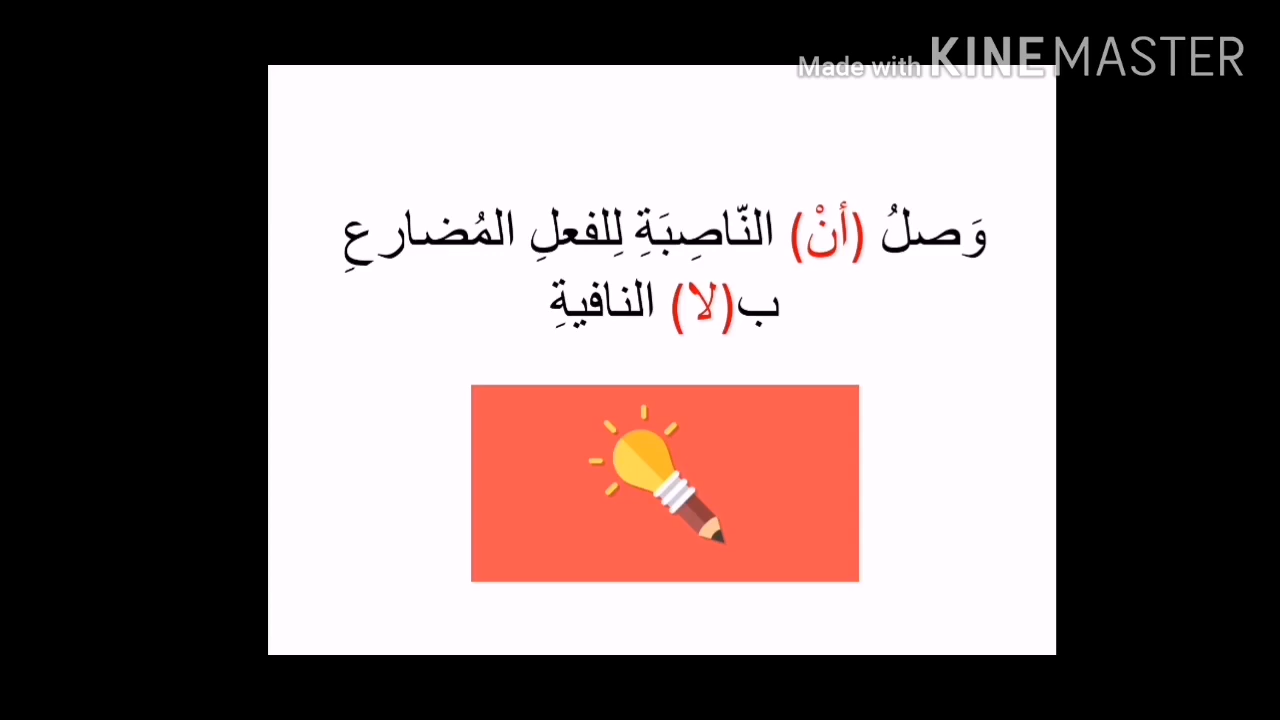 Made with KINEMASTER
وَصلُ (أنْ) النّاصِبَةِ لِلفعلِ المُضارعِ
ب(لا) النافيةِ